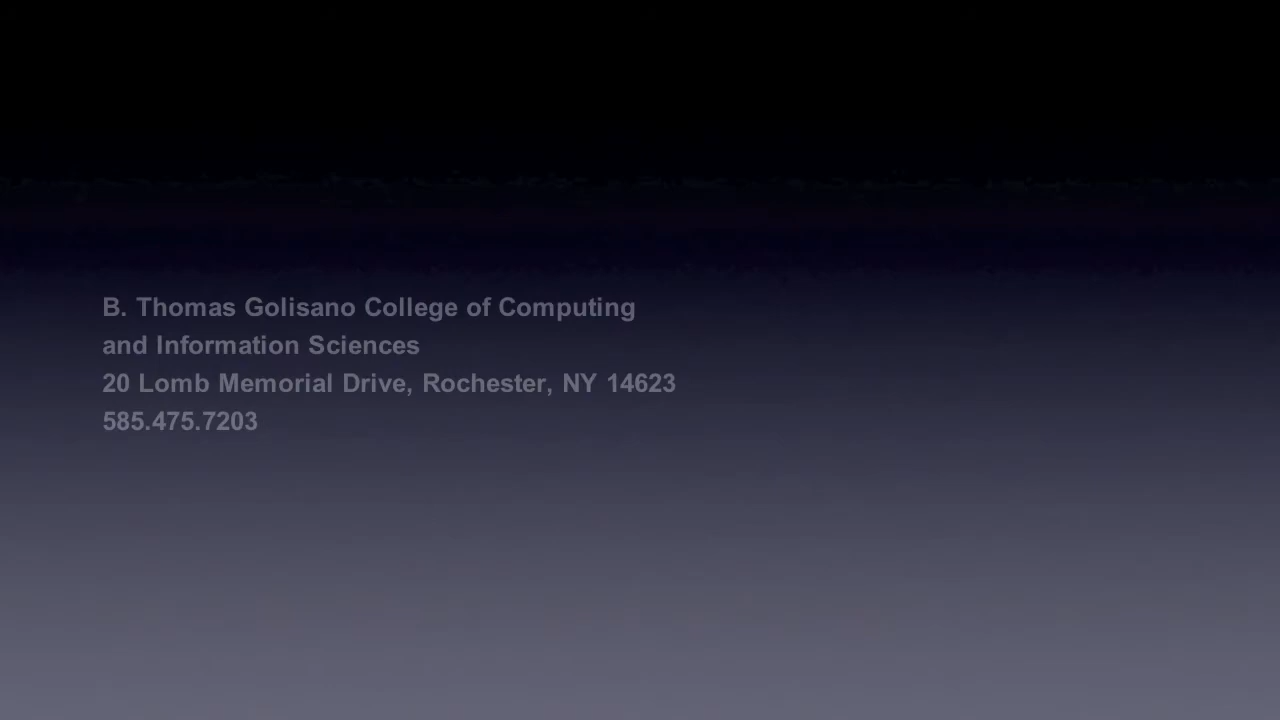 B. Thomas Golisano College of Computing
and Information Sciences
20 Lomb Memorial Drive, Rochester, NY 14623
585.475.7203